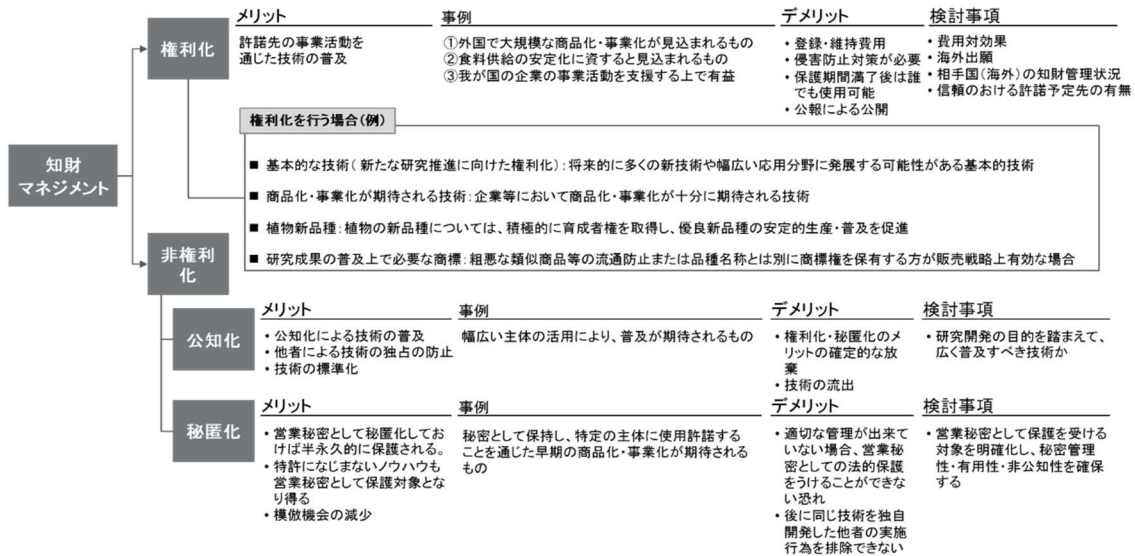 知財
マネジメント
権利化
メリット
許諾先の事業活動を
通じた技術の普及
事例
①外国で大規模な商品化・事業化が見込まれるもの
②食料供給の安定化に資すると見込まれるもの
③我が国の企業の事業活動を支援する上で有益
デメリット
・登録・維持費用
・侵害防止対策が必要
・保護期間満了後は誰
でも使用可能
・公報による公開
検討事項
・費用対効果
・海外出願
・相手国(海外)の知財管理状況
・信頼のおける許諾予定先の有無
権利化を行う場合(例)
■ 基本的な技術( 新たな研究推進に向けた権利化):将来的に多くの新技術や幅広い応用分野に発展する可能性がある基本的技術
■ 商品化・事業化が期待される技術:企業等において商品化・事業化が十分に期待される技術
■ 植物新品種:植物の新品種については、積極的に育成者権を取得し、優良新品種の安定的生産・普及を促進
■ 研究成果の普及上で必要な商標:粗悪な類似商品等の流通防止または品種名称とは別に商標権を保有する方が販売戦略上有効な場合
非権利
化
公知化
メリット
・公知化による技術の普及
・他者による技術の独占の防止
・技術の標準化
事例
幅広い主体の活用により、普及が期待されるもの
デメリット
・権利化・秘匿化のメ
リットの確定的な放
棄
・技術の流出
検討事項
・研究開発の目的を踏まえて、
広く普及すべき技術か
秘匿化
メリット
・営業秘密として秘匿化してお
けば半永久的に保護される。
・特許になじまないノウハウも
営業秘密として保護対象とな
り得る
・模倣機会の減少
事例
秘密として保持し、特定の主体に使用許諾する
ことを通じた早期の商品化・事業化が期待される
もの
デメリット
・適切な管理が出来て
いない場合、営業秘
密としての法的保護
をうけることができな
い恐れ
・後に同じ技術を独自
開発した他者の実施
行為を排除できない
検討事項
・営業秘密として保護を受ける
対象を明確化し、秘密管理
性・有用性・非公知性を確保
する